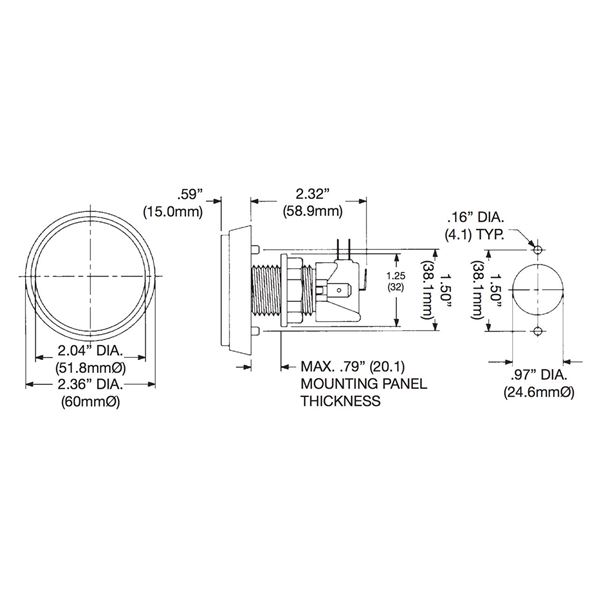 .59”
(15.0mm)
2.32”
(58.9mm)
.16” DIA.
(4.1) TYP.
1.25
(32)
1.50”
(38.1mm)
1.50”
(38.1mm)
2.04” DIA.
(51.8mmØ)
2.36” DIA.
(60mmØ)
MAX. .79” (20.1)
MOUNTING PANEL
THICKNESS
.97” DIA.
(24.6mmØ)